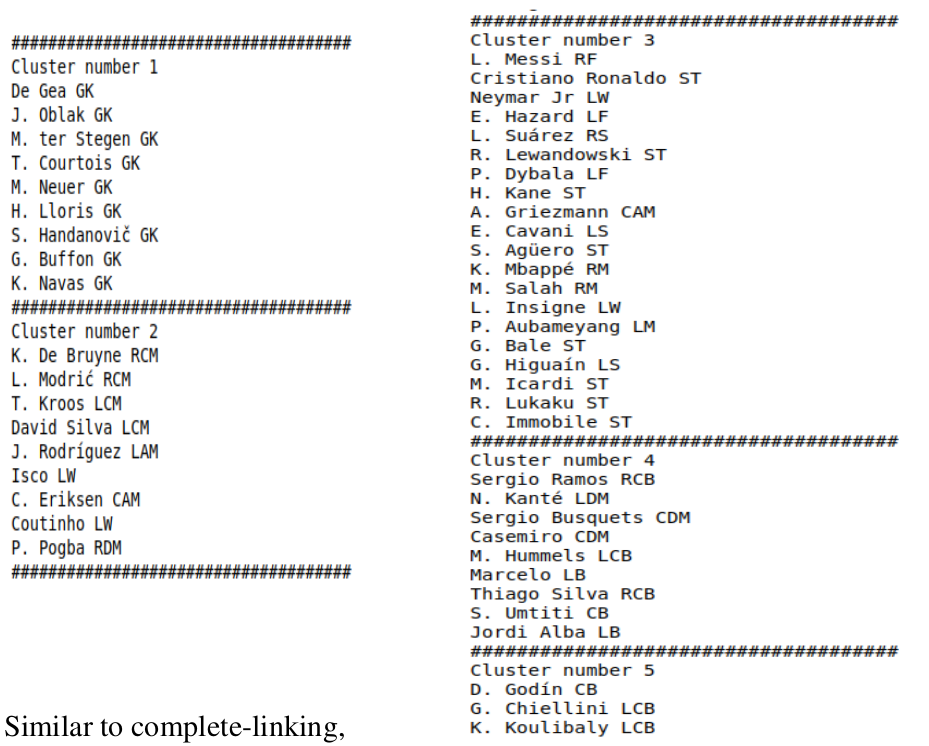 ####################################
Cluster number 1
De Gea GK
J. Oblak GK
M. ter Stegen GK
T. Courtois GK
M. Neuer GK
H. Lloris GK
S. Handanovič GK
G. Buffon GK
K. Navas GK
####################################
Cluster number 2
K. De Bruyne RCM
L. Modrić RCM
T. Kroos LCM
David Silva LCM
J. Rodríguez LAM
Isco LW
C. Eriksen CAM
Coutinho LW
P. Pogba RDM
####################################
Similar to complete-linking,
####################################
Cluster number 3
L. Messi RF
Cristiano Ronaldo ST
Neymar Jr LW
E. Hazard LF
L. Suárez RS
R. Lewandowski ST
P. Dybala LF
H. Kane ST
A. Griezmann CAM
E. Cavani LS
S. Agüero ST
K. Mbappé RM
M. Salah RM
L. Insigne LW
P. Aubameyang LM
G. Bale ST
G. Higuaín LS
M. Icardi ST
R. Lukaku ST
C. Immobile ST
####################################
Cluster number 4
Sergio Ramos RCB
N. Kanté LDM
Sergio Busquets CDM
Casemiro CDM
M. Hummels LCB
Marcelo LB
Thiago Silva RCB
S. Umtiti CB
Jordi Alba LB
####################################
Cluster number 5
D. Godín CB
G. Chiellini LCB
K. Koulibaly LCB